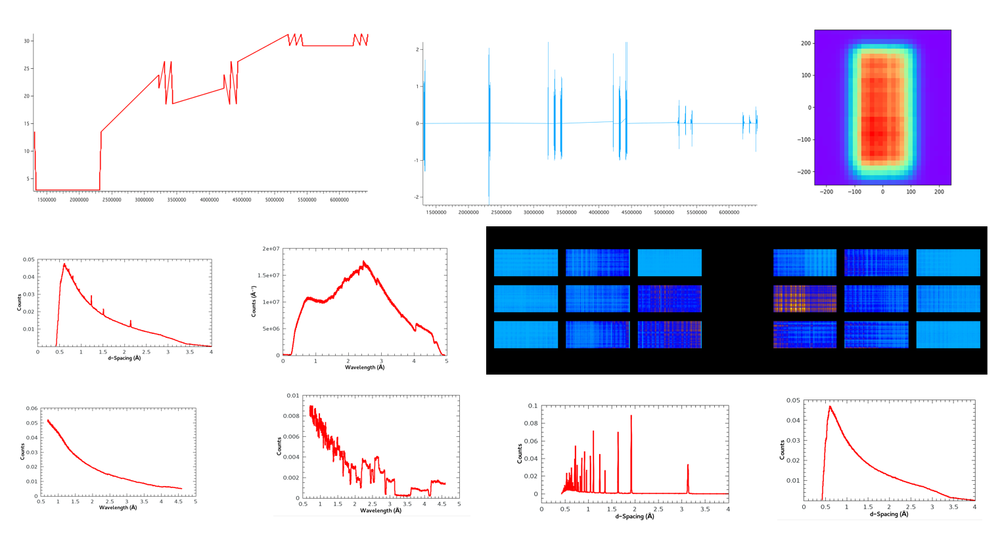 30
25
20
15
10
5
1500000 2000000 2500000 3000000 3500000 4000000 4500000 5000000 5500000 6000000
2
1
0
-1
-2
1500000 2000000 2500000 3000000 3500000 4000000 4500000 5000000 5500000 6000000
200
100
0
−100
−200
−200 −100 0 100 200
0.05
0.04
0.03
0.02
0.01
Counts
0 0.5 1 1.5 2 2.5 3 3.5 4
d−Spacing (Å)
2e+07
1.5e+07
1e+07
5e+06
0
Counts (Å⁻¹)
0 1 2 3 4 5
Wavelength (Å)
0.06
0.05
0.04
0.03
0.02
0.01
0
Counts
0.5 1 1.5 2 2.5 3 3.5 4 4.5 5
Wavelength (Å)
0.01
0.008
0.006
0.004
0.002
0
Counts
0.5 1 1.5 2 2.5 3 3.5 4 4.5 5
Wavelength (Å)
0.1
0.08
0.06
0.04
0.02
0
Counts
0 0.5 1 1.5 2 2.5 3 3.5 4
d−Spacing (Å)
0.05
0.04
0.03
0.02
0.01
Counts
0 0.5 1 1.5 2 2.5 3 3.5 4
d−Spacing (Å)